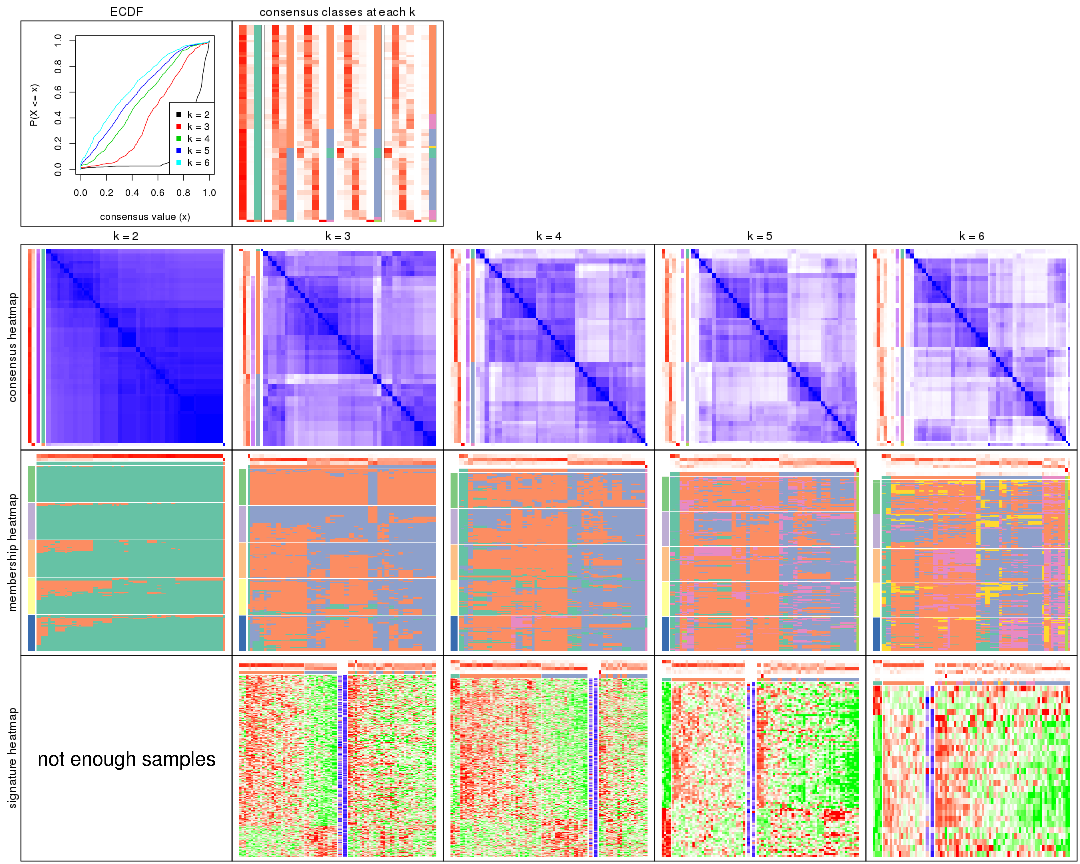 ECDF
consensus classes at each k
P(X <= x)
0.0 0.2 0.4 0.6 0.8 1.0
k = 2
k = 3
k = 4
k = 5
k = 6
0.0 0.2 0.4 0.6 0.8 1.0
consensus value (x)
k = 2
k = 3
k = 4
k = 5
k = 6
consensus heatmap
membership heatmap
signature heatmap
not enough samples